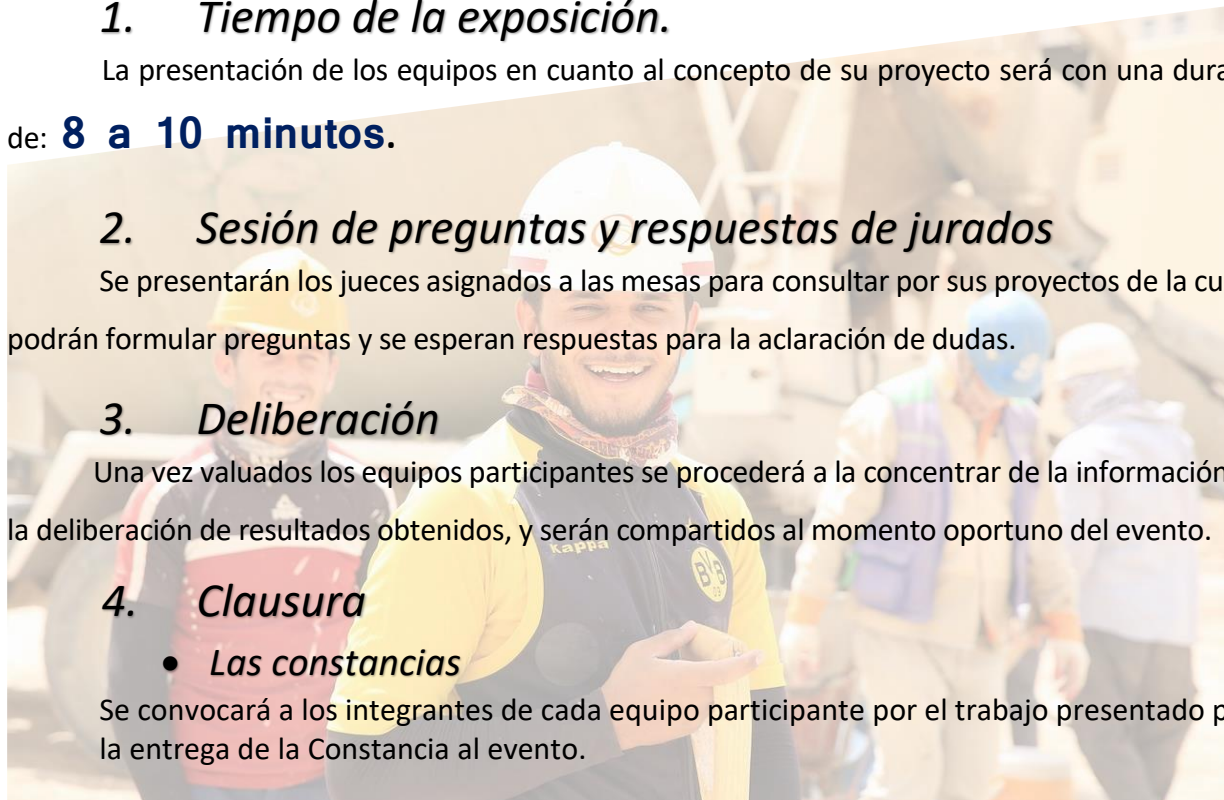 1. Tiempo de la exposición.
La presentación de los equipos en cuanto al concepto de su proyecto será con una
de: 8 a 10 minutos.
2. Sesión de preguntas y respuestas de jurados
Se presentarán los jueces asignados a las mesas para consultar por sus proyectos de la
podrán formular preguntas y se esperan respuestas para la aclaración de dudas.
3. Deliberación
Una vez valuados los equipos participantes se procederá a la concentrar de la información
la deliberación de resultados obtenidos, y serán compartidos al momento oportuno del evento.
Kappa
BVB
09
4. Clausura
• Las constancias
Se convocará a los integrantes de cada equipo participante por el trabajo presentado
la entrega de la Constancia al evento.